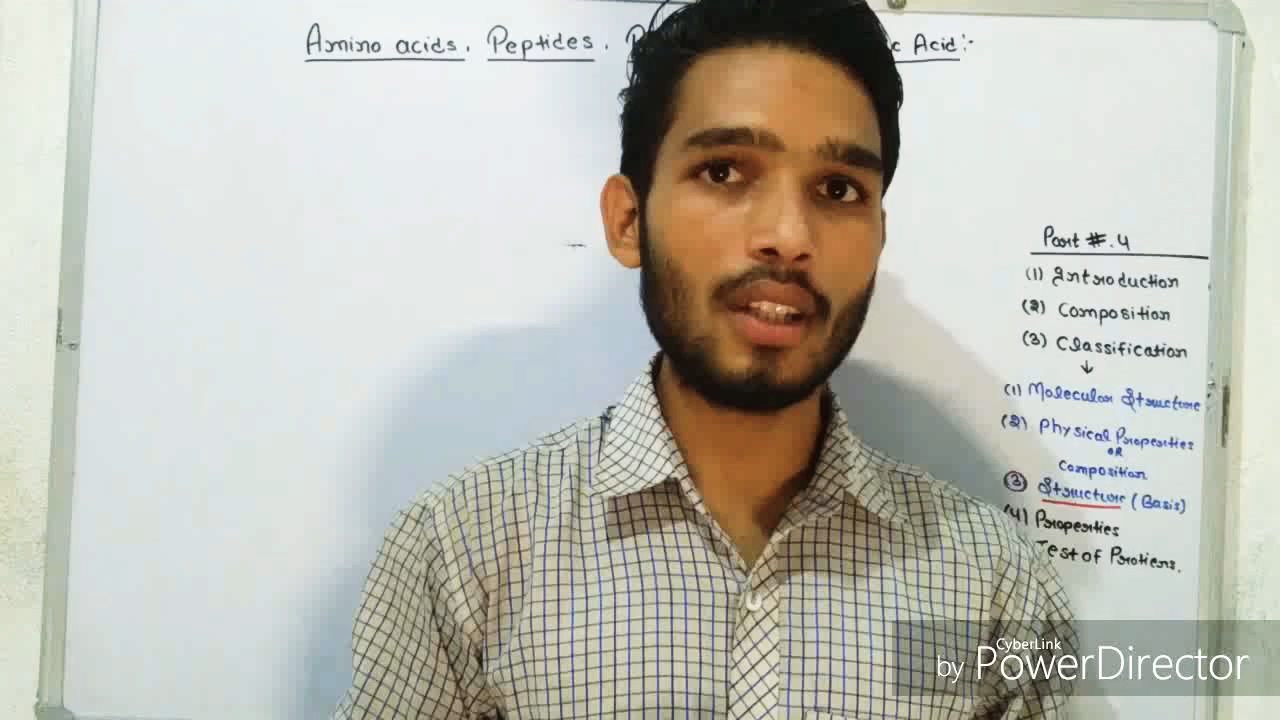 Amino acids, Peptides, Acid:-
Part #.4
(1) Introduction
(2) Composition
(3) Classification
↓
(1) Molecular Structure
(2) Physical Properties
OR
Composition
③ Structure (Basis)
(4) Properties
Test of Protiens.
CyberLink
by PowerDirector